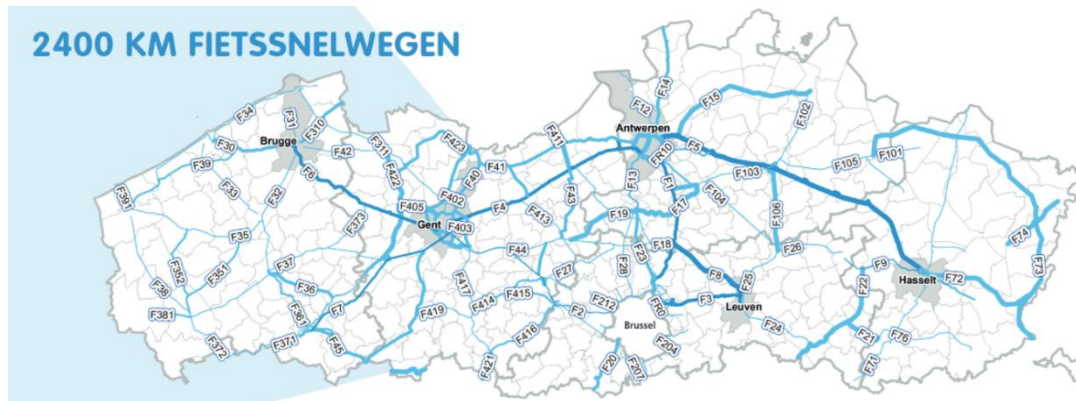 2400 KM FIETSSNELWEGEN
F34
F31
F310
Brugge
F30
F39
F42
F311
F423
F33
F32
F391
F6
F422
F405
F402
F40
F41
F411
F4
Gent
F403
F373
F35
F351
F352
F38
F381
F372
F37
F36
F361
F7
F371
F45
F419
F417
F414
F415
F416
F421
F44
F413
F43
F12
F14
F15
F102
Antwerpen
FR10
F5
F13
F1
F103
F105
F101
F17
F104
F106
F19
F18
F23
F27
F28
F212
F2
FR0
F8
F3
F25
F26
Leuven
F24
Brussel
F204
F20
F207
F22
F9
F21
F71
F76
Hasselt
F72
F73
F74